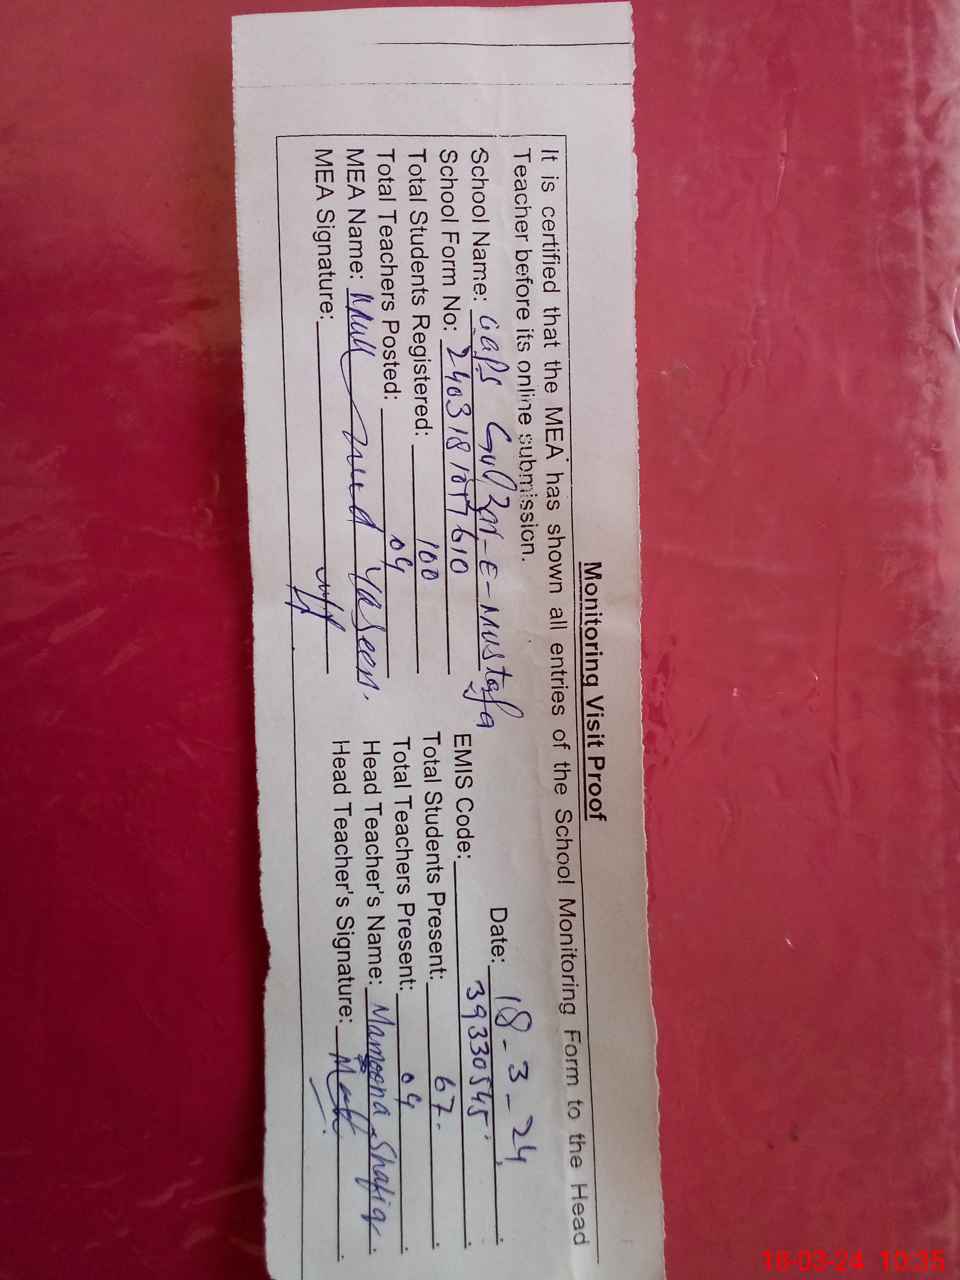 Monitoring Visit Proof
It is certified that the MEA has shown all entries of the School Monitoring Form to the Head
Teacher before its online submission.
Date: 18-3-24
School Name: GGPS Gulzar-E-Mustafa
EMIS Code: 39330545
School Form No: 2403181017610
Total Students Registered: 100
Total Students Present: 67.
Total Teachers Posted: 04
Total Teachers Present: 04
MEA Name: Yaseen.
Head Teacher's Name: Mamoona Shafiq.
MEA Signature:
Head Teacher's Signature:
18-03-24 10:35